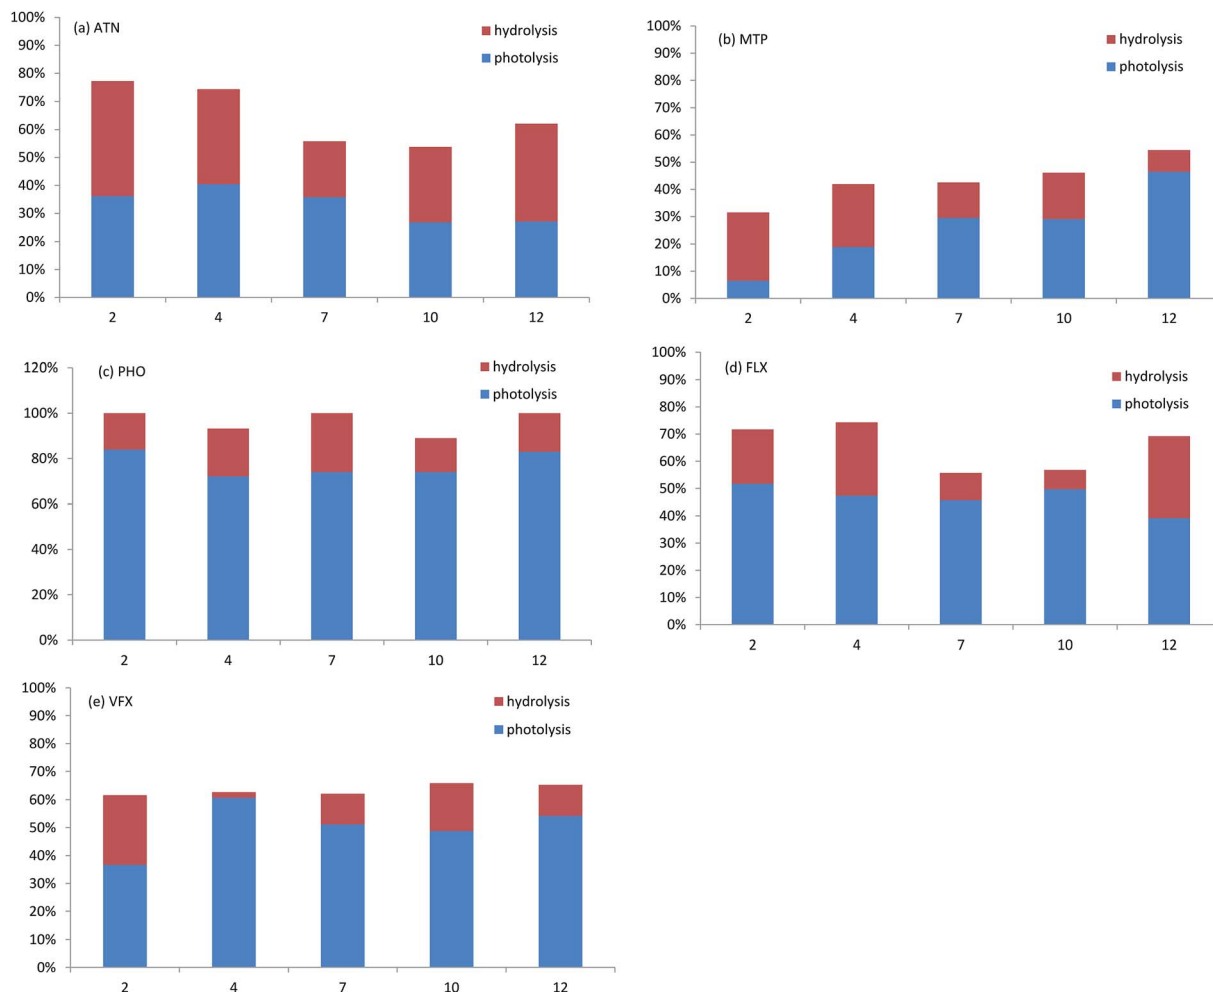 (a) ATN
hydrolysis
photolysis
100%
90%
80%
70%
60%
50%
40%
30%
20%
10%
0%
2 4 7 10 12
(b) MTP
hydrolysis
photolysis
100%
90%
80%
70%
60%
50%
40%
30%
20%
10%
0%
2 4 7 10 12
(c) PHO
hydrolysis
photolysis
120%
100%
80%
60%
40%
20%
0%
2 4 7 10 12
(d) FLX
hydrolysis
photolysis
100%
90%
80%
70%
60%
50%
40%
30%
20%
10%
0%
2 4 7 10 12
(e) VFX
hydrolysis
photolysis
100%
90%
80%
70%
60%
50%
40%
30%
20%
10%
0%
2 4 7 10 12